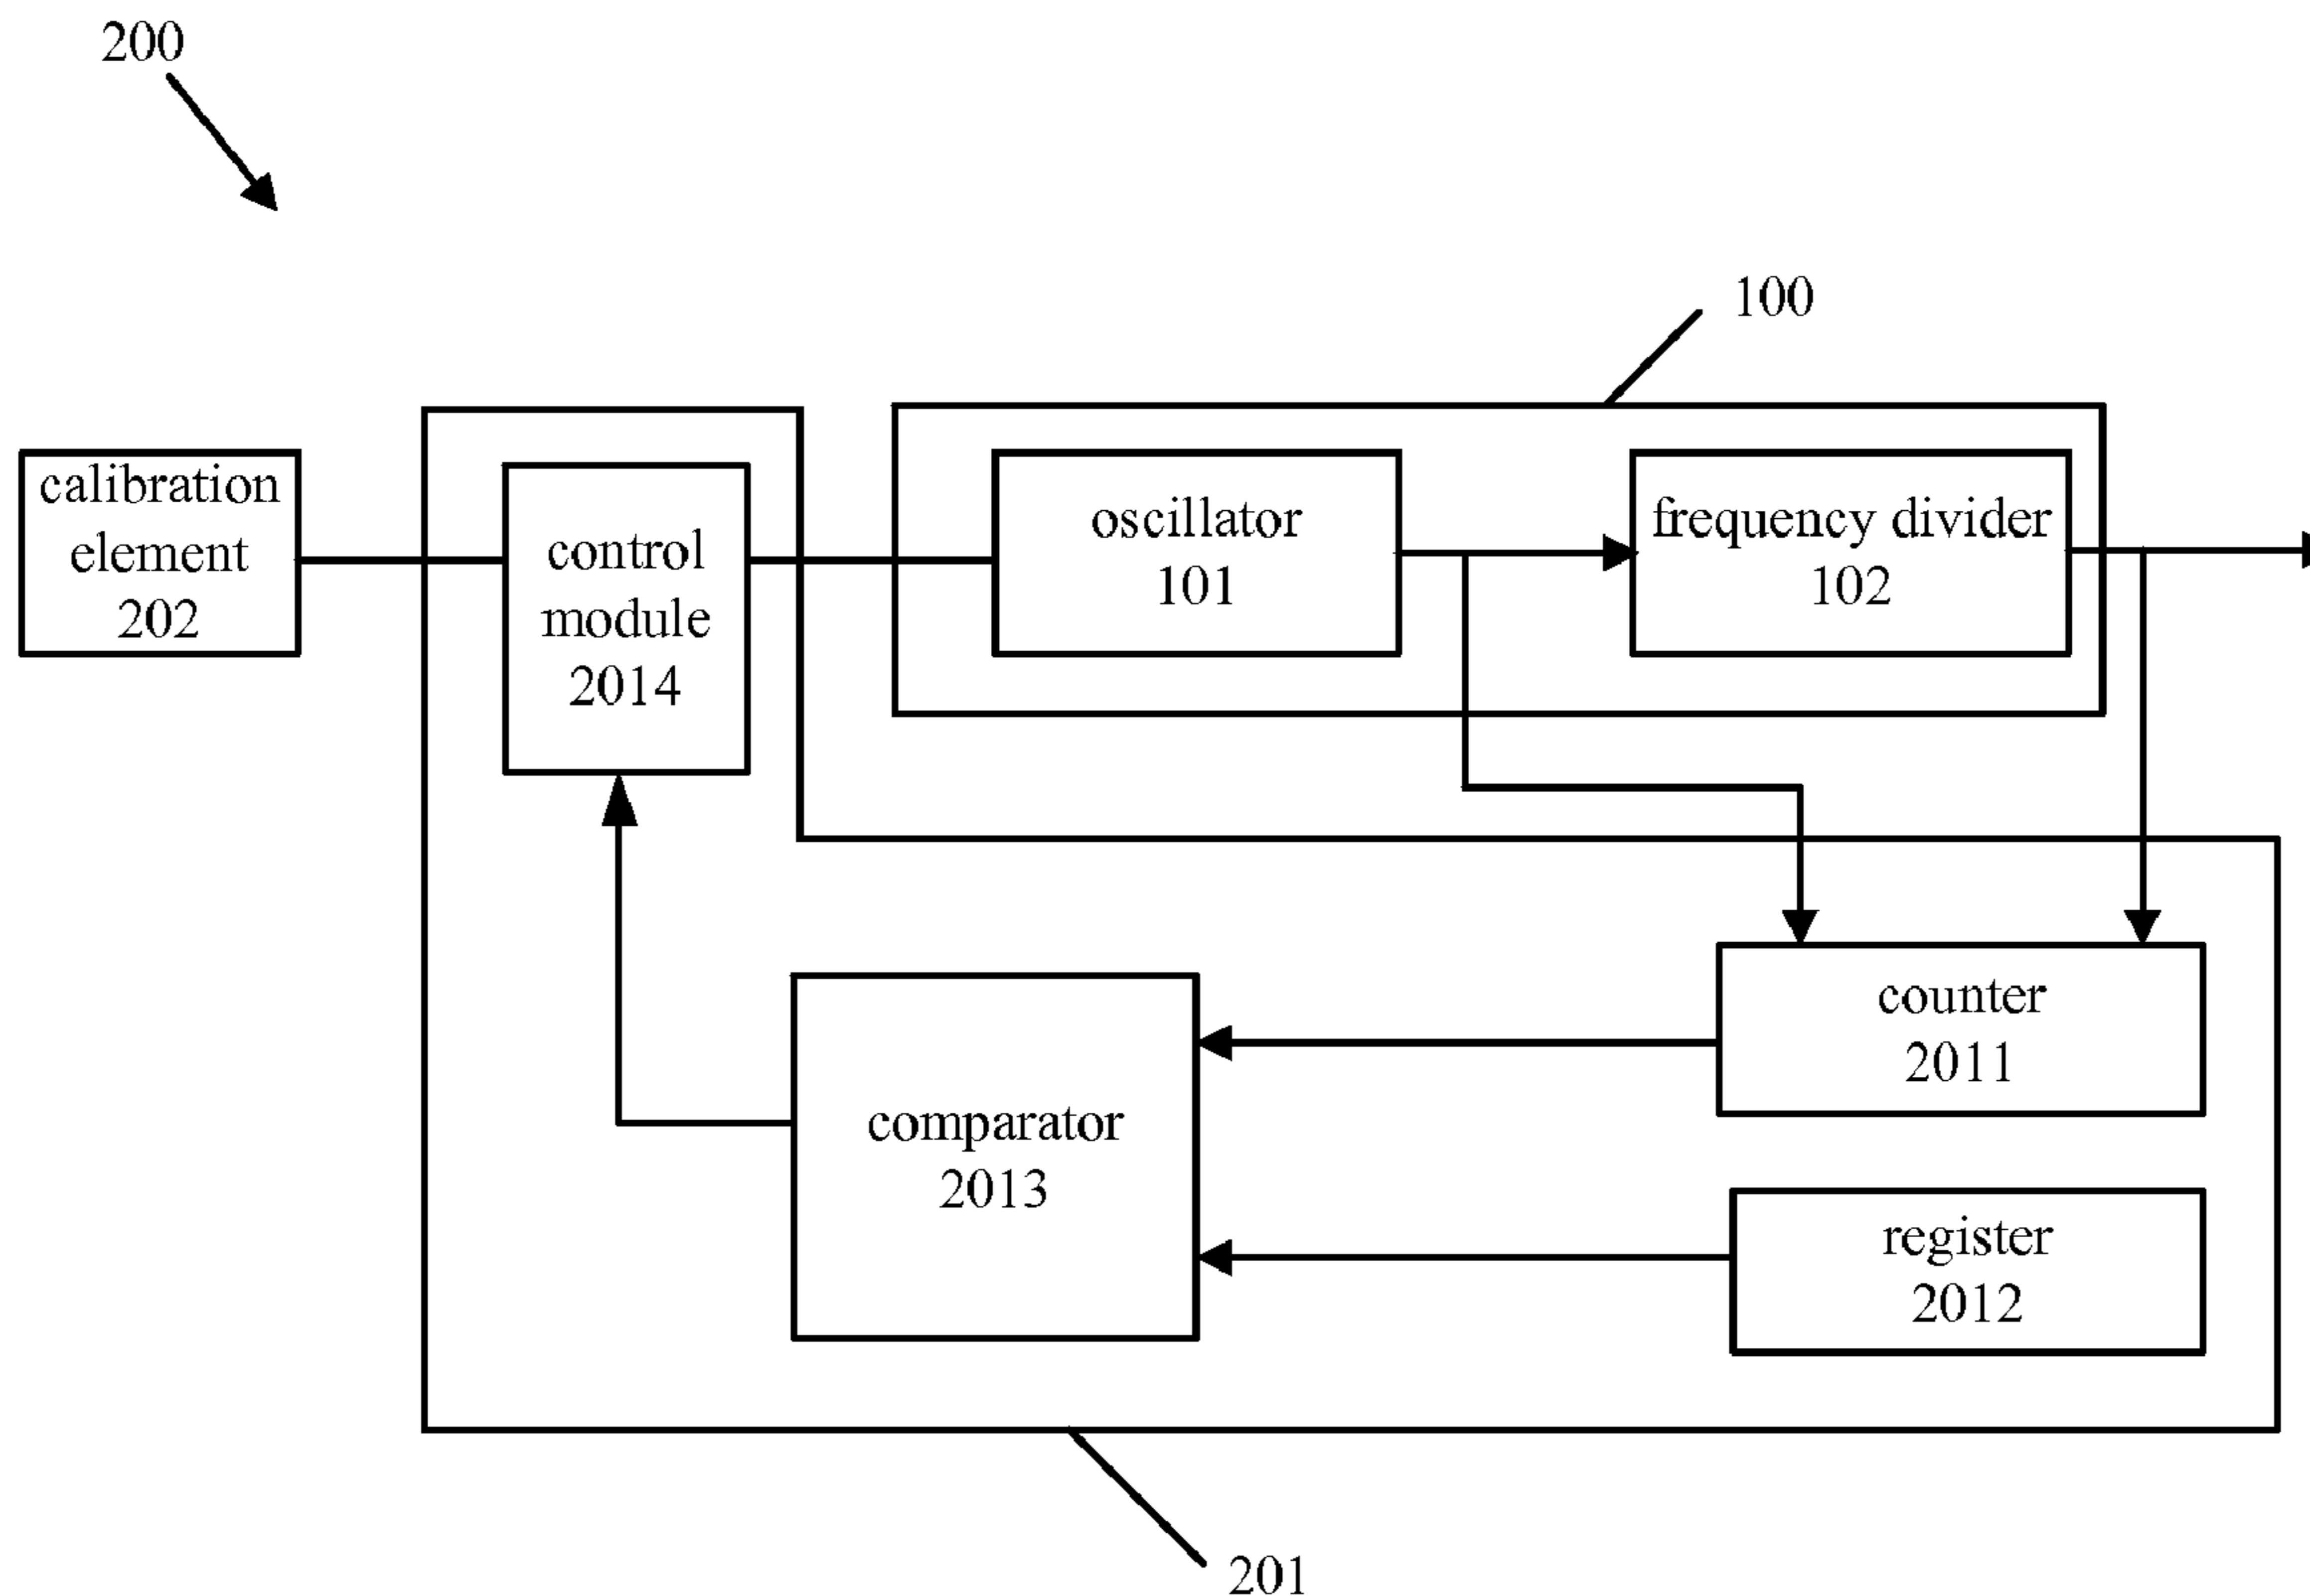 200
100
calibration
element
202
control
module
2014
oscillator
101
frequency divider
102
counter
2011
comparator
2013
register
2012
201